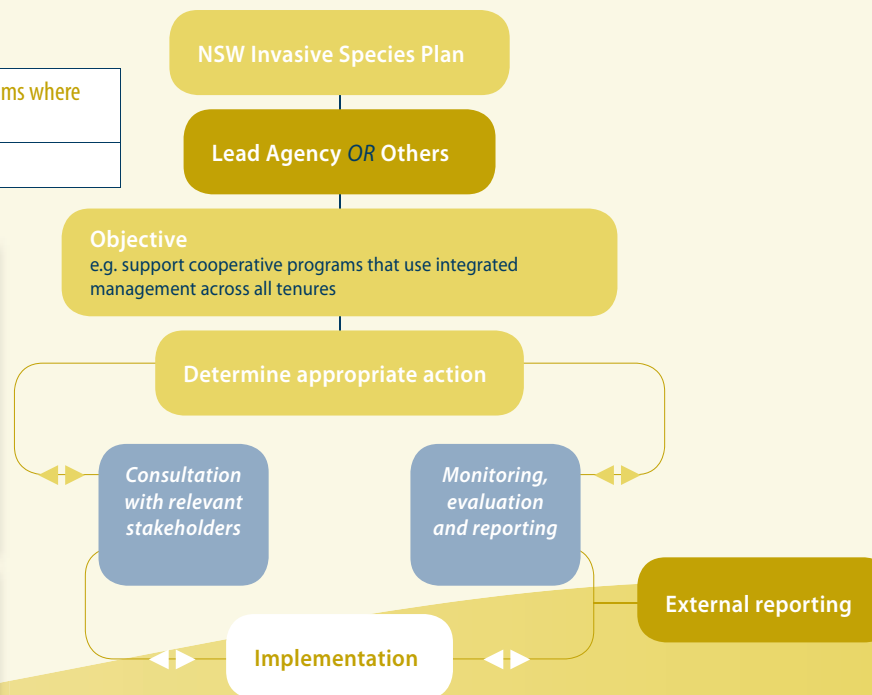 NSW Invasive Species Plan
ms where
Lead Agency OR Others
Objective
e.g. support cooperative programs that use integrated
management across all tenures
Determine appropriate action
Consultation
with relevant
stakeholders
Monitoring,
evaluation
and reporting
External reporting
Implementation